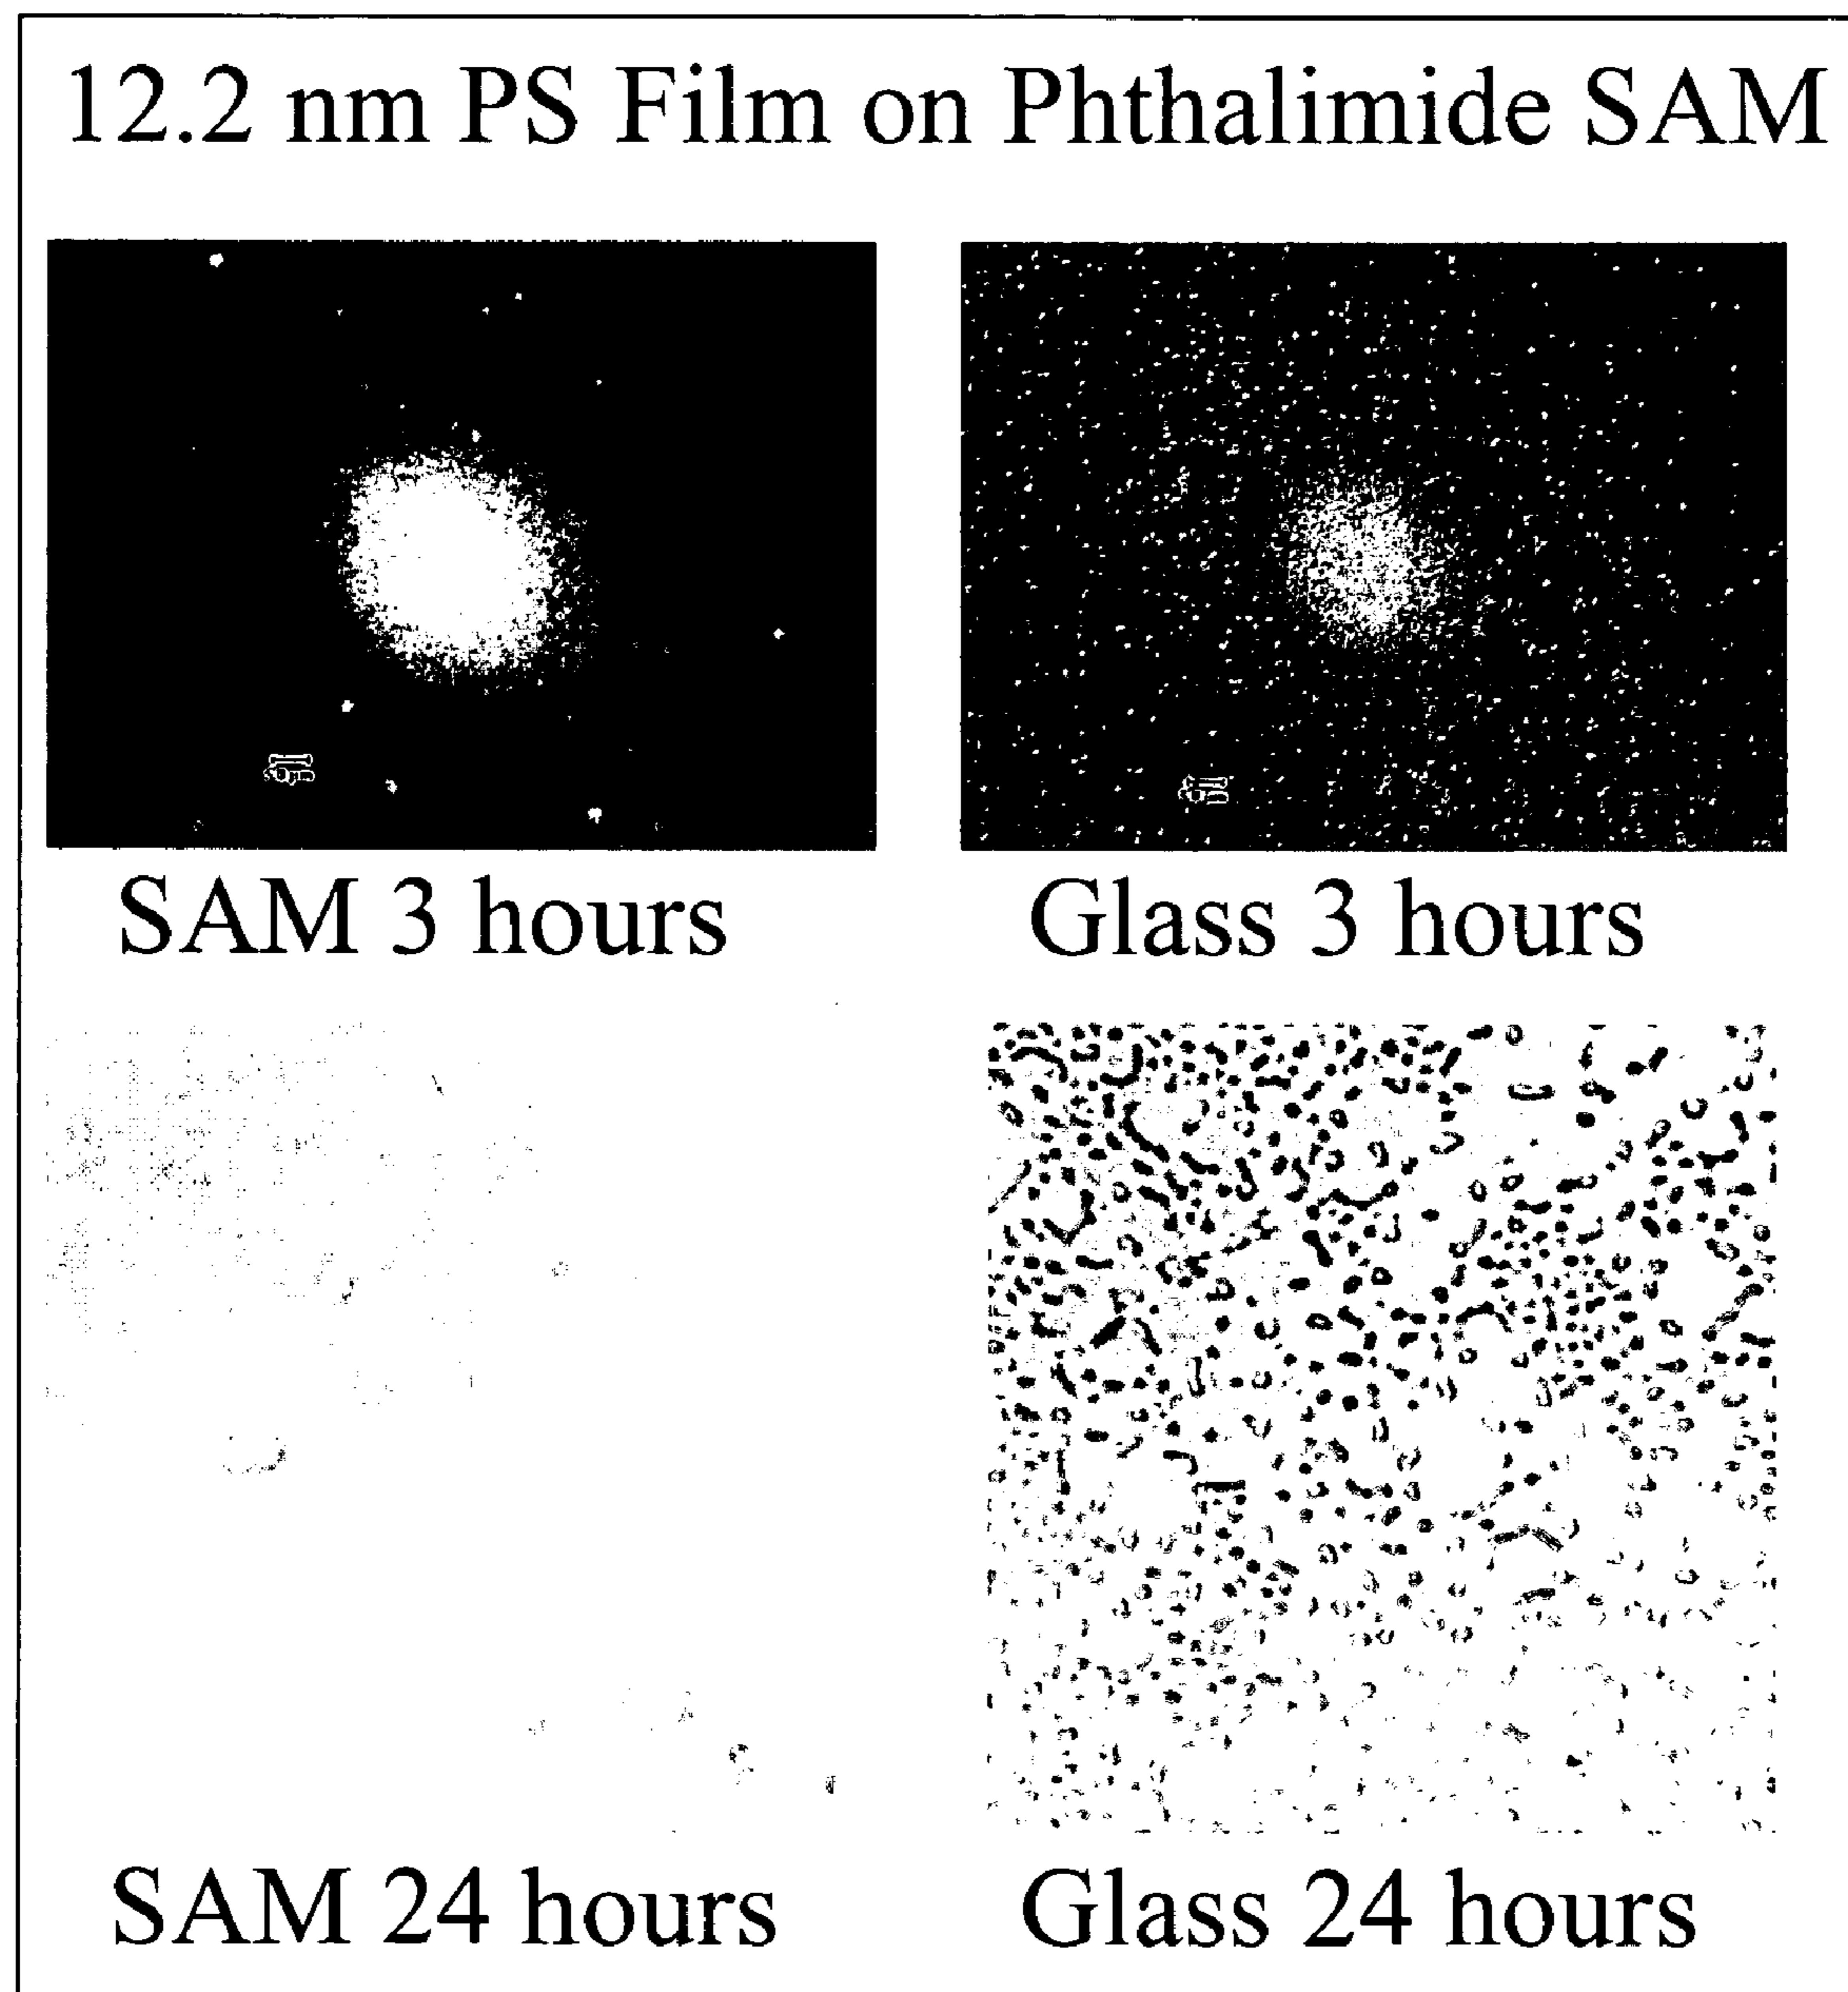 12.2 nm PS Film on Phthalimide SAM
SAM 3 hours
Glass 3 hours
SAM 24 hours
Glass 24 hours